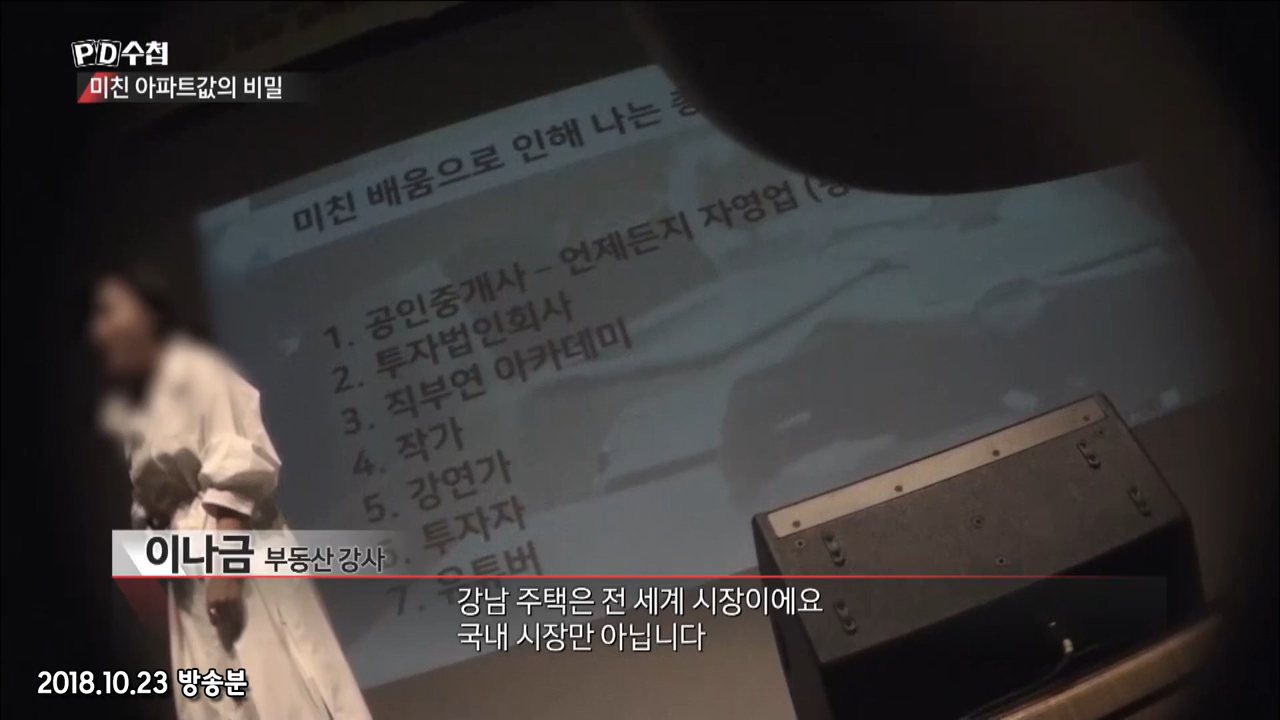 PD수첩
미친 아파트값의 비밀
미친 배움으로 인해 나는
1. 공인중개사 - 언제든지 자영업
2. 투자법인회사
3. 직부연 아카데미
4. 작가
5. 강연가
6. 투자자
7. 유튜버
이나금 부동산 강사
강남 주택은 전 세계 시장이에요
국내 시장만 아닙니다
2018.10.23 방송분